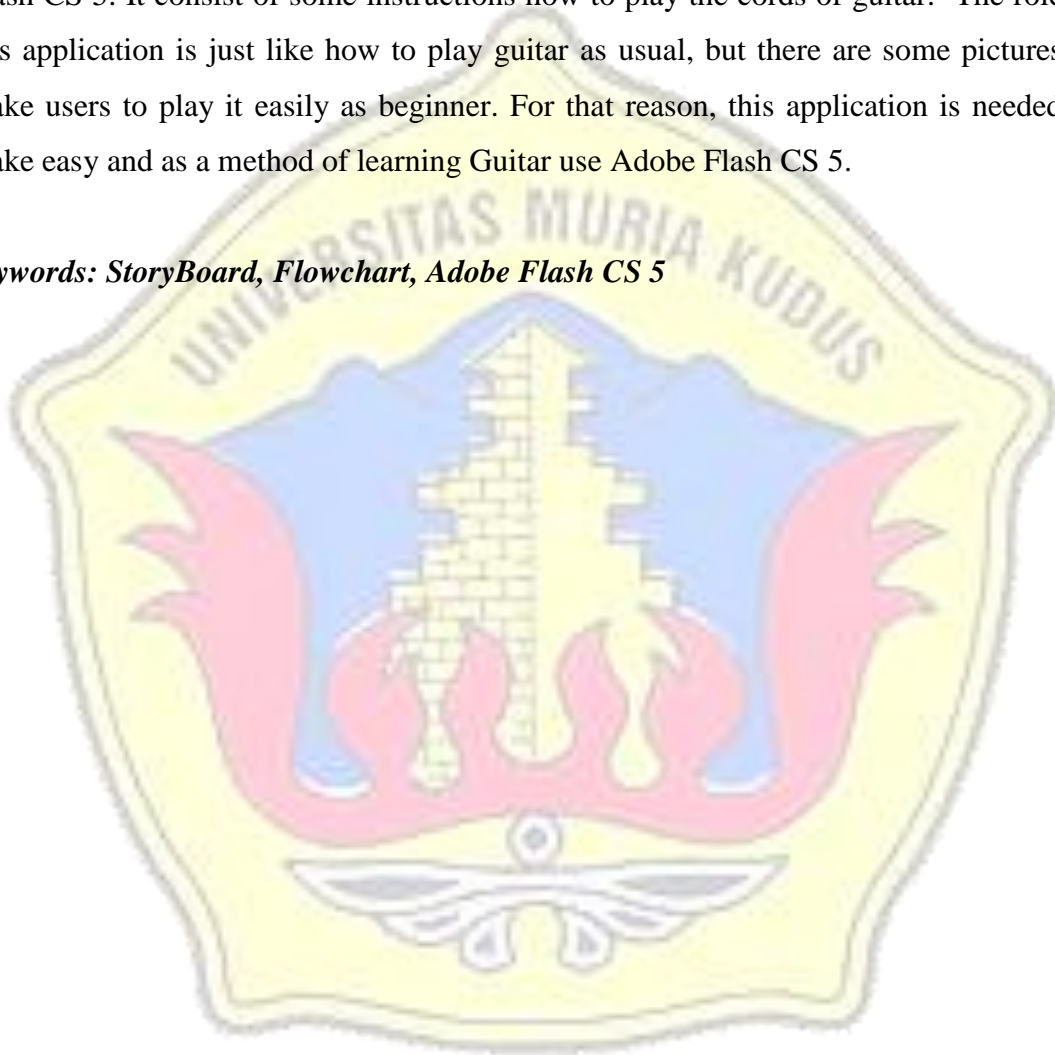 ash CS 5. It consist of some instructions how to play the cords of guitar. The role
s application is just like how to play guitar as usual, but there are some pictures
ake users to play it easily as beginner. For that reason, this application is needed
ake easy and as a method of learning Guitar use Adobe Flash CS 5.
UNIVERSITAS MURIA KUDUS
ywords: StoryBoard, Flowchart, Adobe Flash CS 5